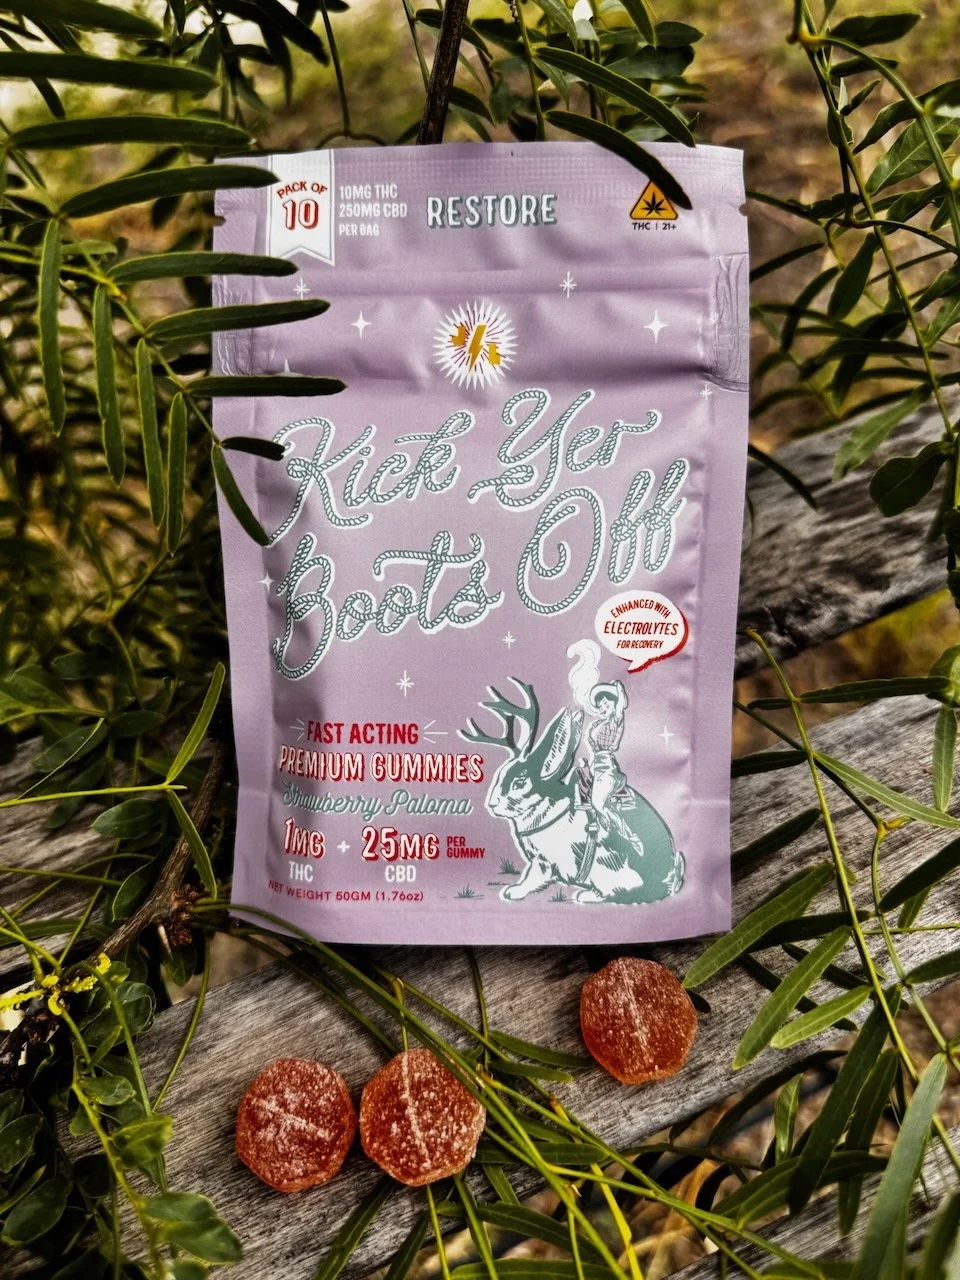 PACK OF
10
10MG THC
250MG CBD
PER BAG
RESTORE
THC | 21+
Kick Yer
Boots Off
ENHANCED WITH
ELECTROLYTES
FOR RECOVERY
FAST ACTING
PREMIUM GUMMIES
Strawberry Paloma
1MG + 25MG PER GUMMY
THC CBD
NET WEIGHT 50GM (1.76oz)